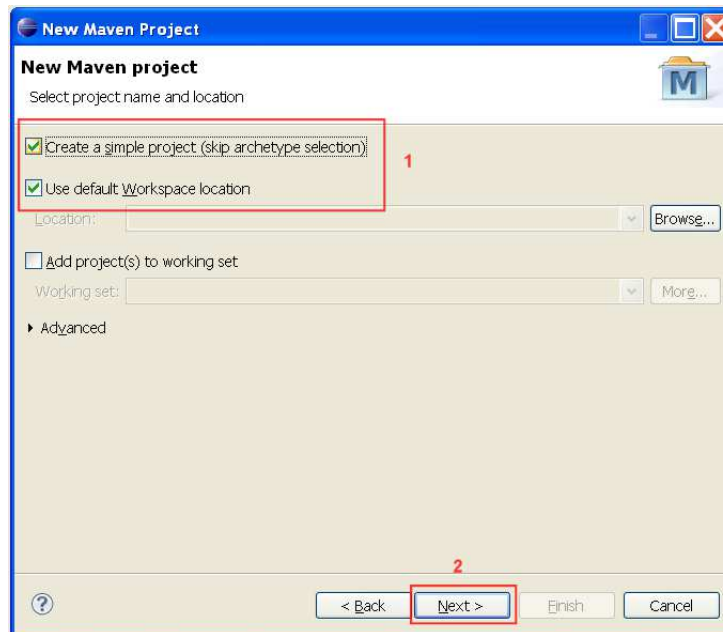 New Maven Project
New Maven project
M
Select project name and location
Create a simple project (skip archetype selection)
1
Use default Workspace location
Location:
Browse...
Add project(s) to working set
Working set:
More...
Advanced
2
?
< Back
Next >
Finish
Cancel